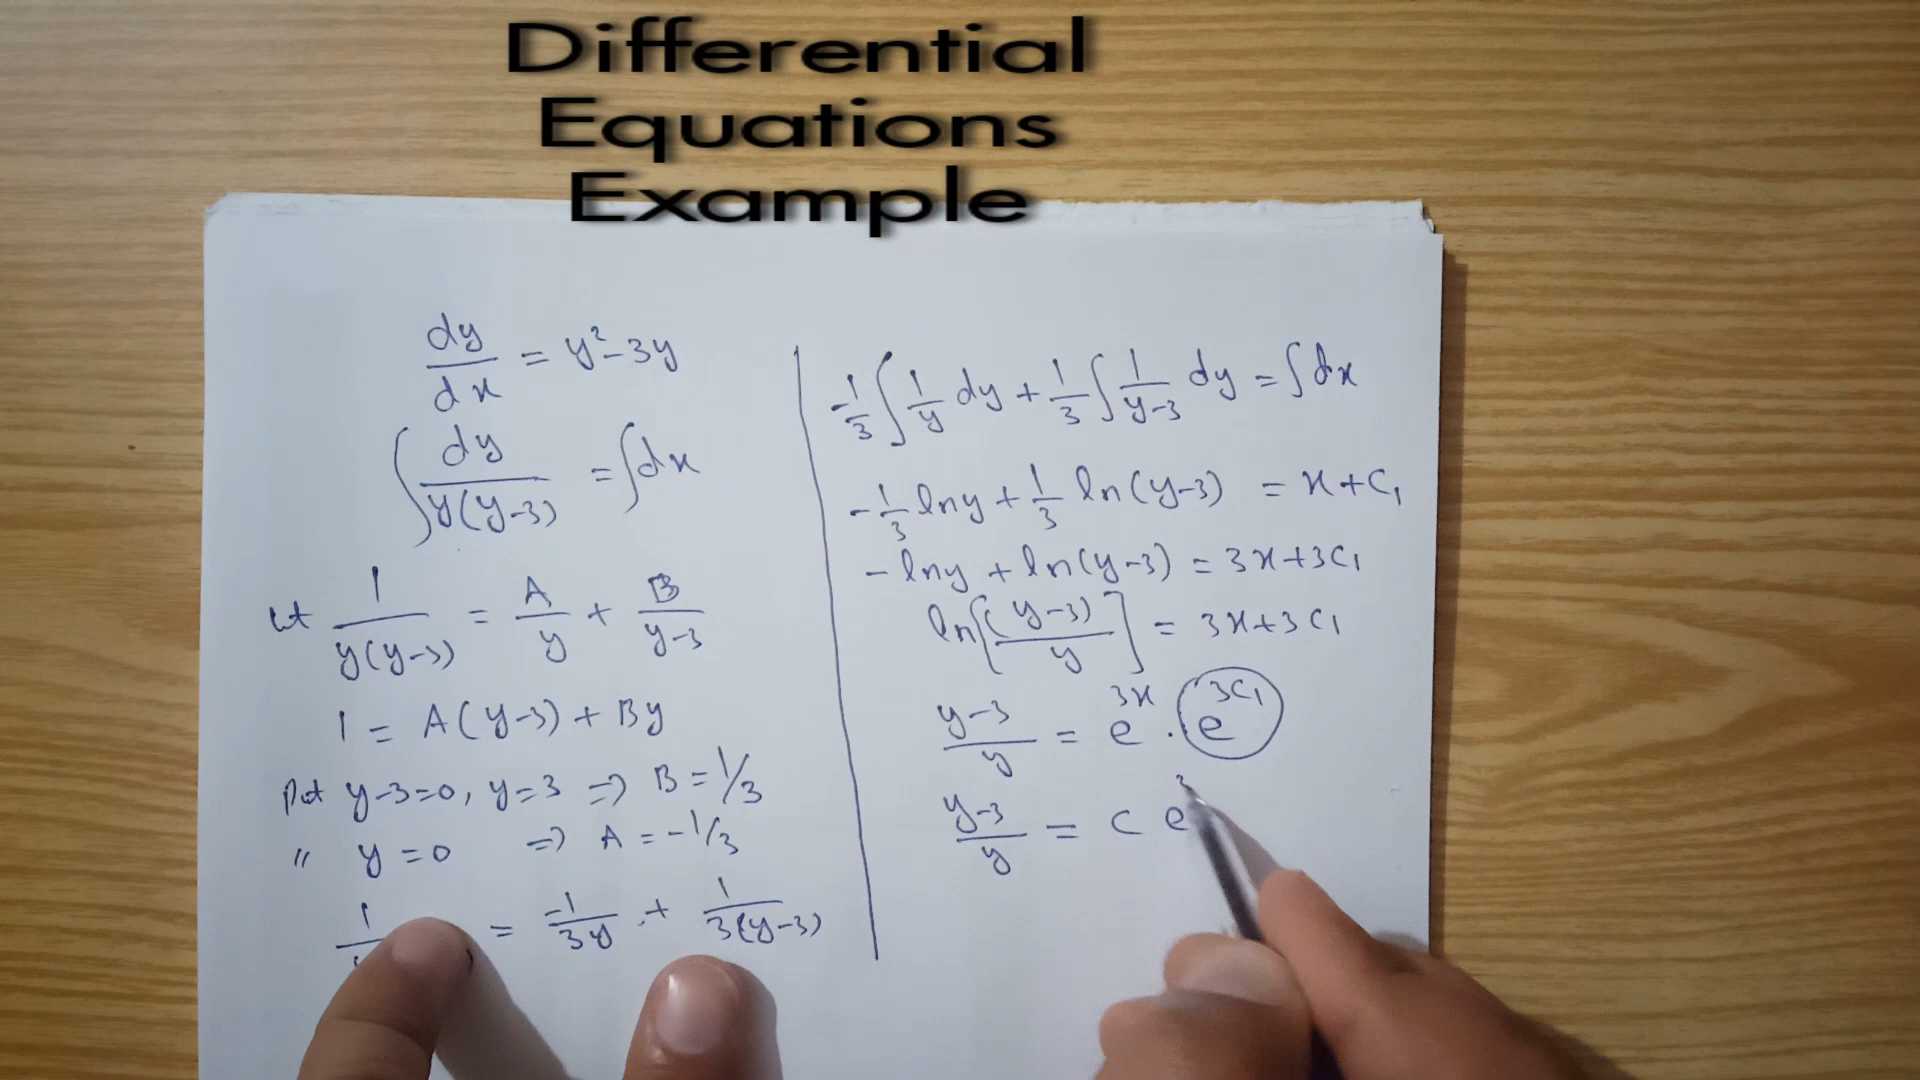 Differential
Equations
Example
dy/dx = y²-3y
∫ dy/y(y-3) = ∫dx
let 1/y(y-3) = A/y + B/y-3
1 = A(y-3) + By
Put y-3=0, y=3 => B = 1/3
" y=0 => A = -1/3
1/ = -1/3y + 1/3(y-3)
-1/3 ∫ 1/y dy + 1/3 ∫ 1/y-3 dy = ∫dx
-1/3 lny + 1/3 ln(y-3) = x+C₁
-lny + ln(y-3) = 3x+3C₁
ln[(y-3)/y] = 3x+3C₁
y-3/y = e^3x . e^3C₁
y-3/y = c e^3